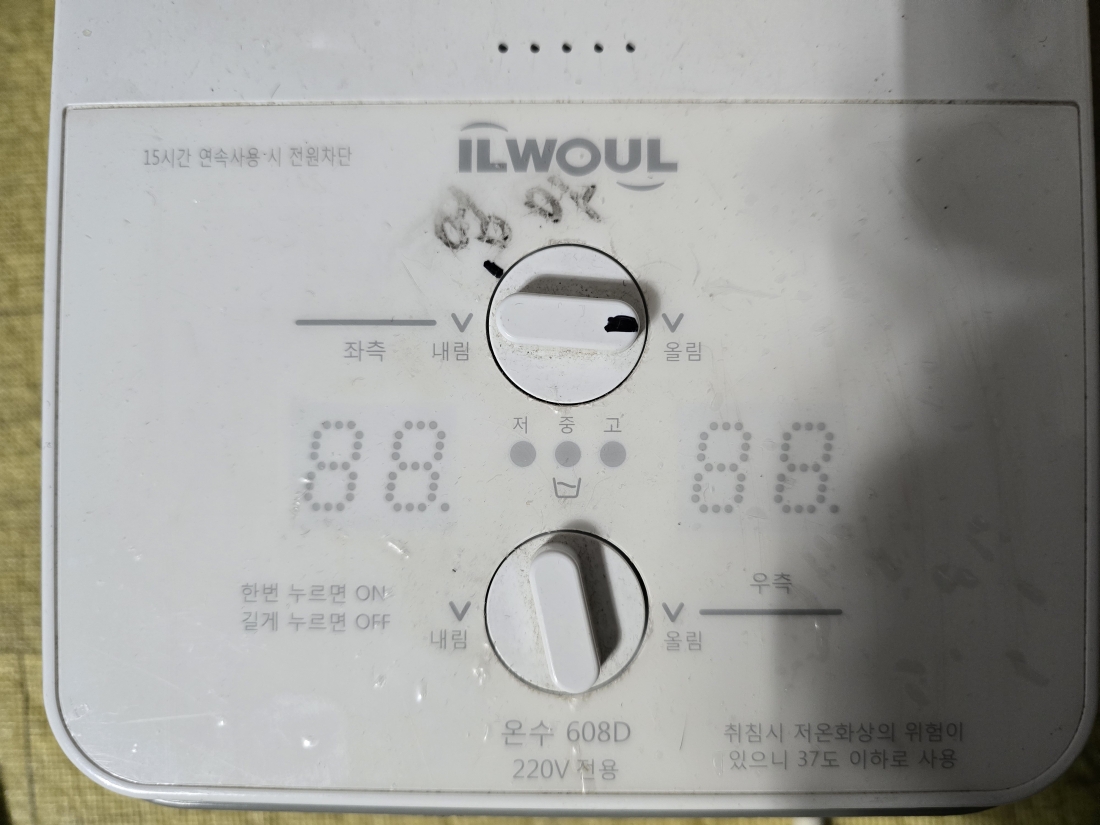 15시간 연속사용 시 전원차단
ILWOUL
좌측 내림
올림
저 중 고
88 88
한번 누르면 ON
길게 누르면 OFF
우측
내림 올림
온수 608D
220V 전용
취침시 저온화상의 위험이
있으니 37도 이하로 사용